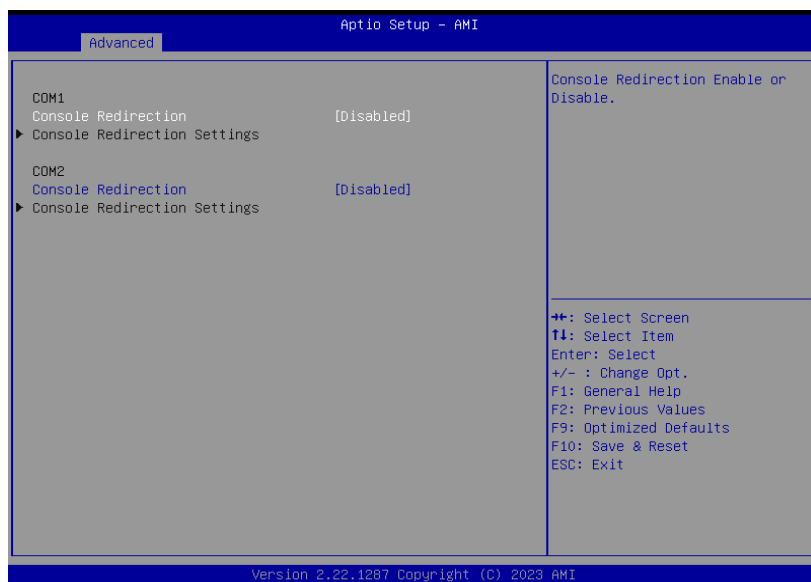 Aptio Setup – AMI
Advanced
COM1
Console Redirection [Disabled]
▶ Console Redirection Settings
COM2
Console Redirection [Disabled]
▶ Console Redirection Settings
Console Redirection Enable or
Disable.
→←: Select Screen
↑↓: Select Item
Enter: Select
+/- : Change Opt.
F1: General Help
F2: Previous Values
F9: Optimized Defaults
F10: Save & Reset
ESC: Exit
Version 2.22.1287 Copyright (C) 2023 AMI